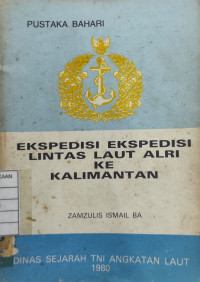 PUSTAKA BAHARI
EKSPEDISI EKSPEDISI
LINTAS LAUT ALRI
KE
KALIMANTAN
ZAMZULIS ISMAIL BA
DINAS SEJARAH TNI ANGKATAN LAUT
1980